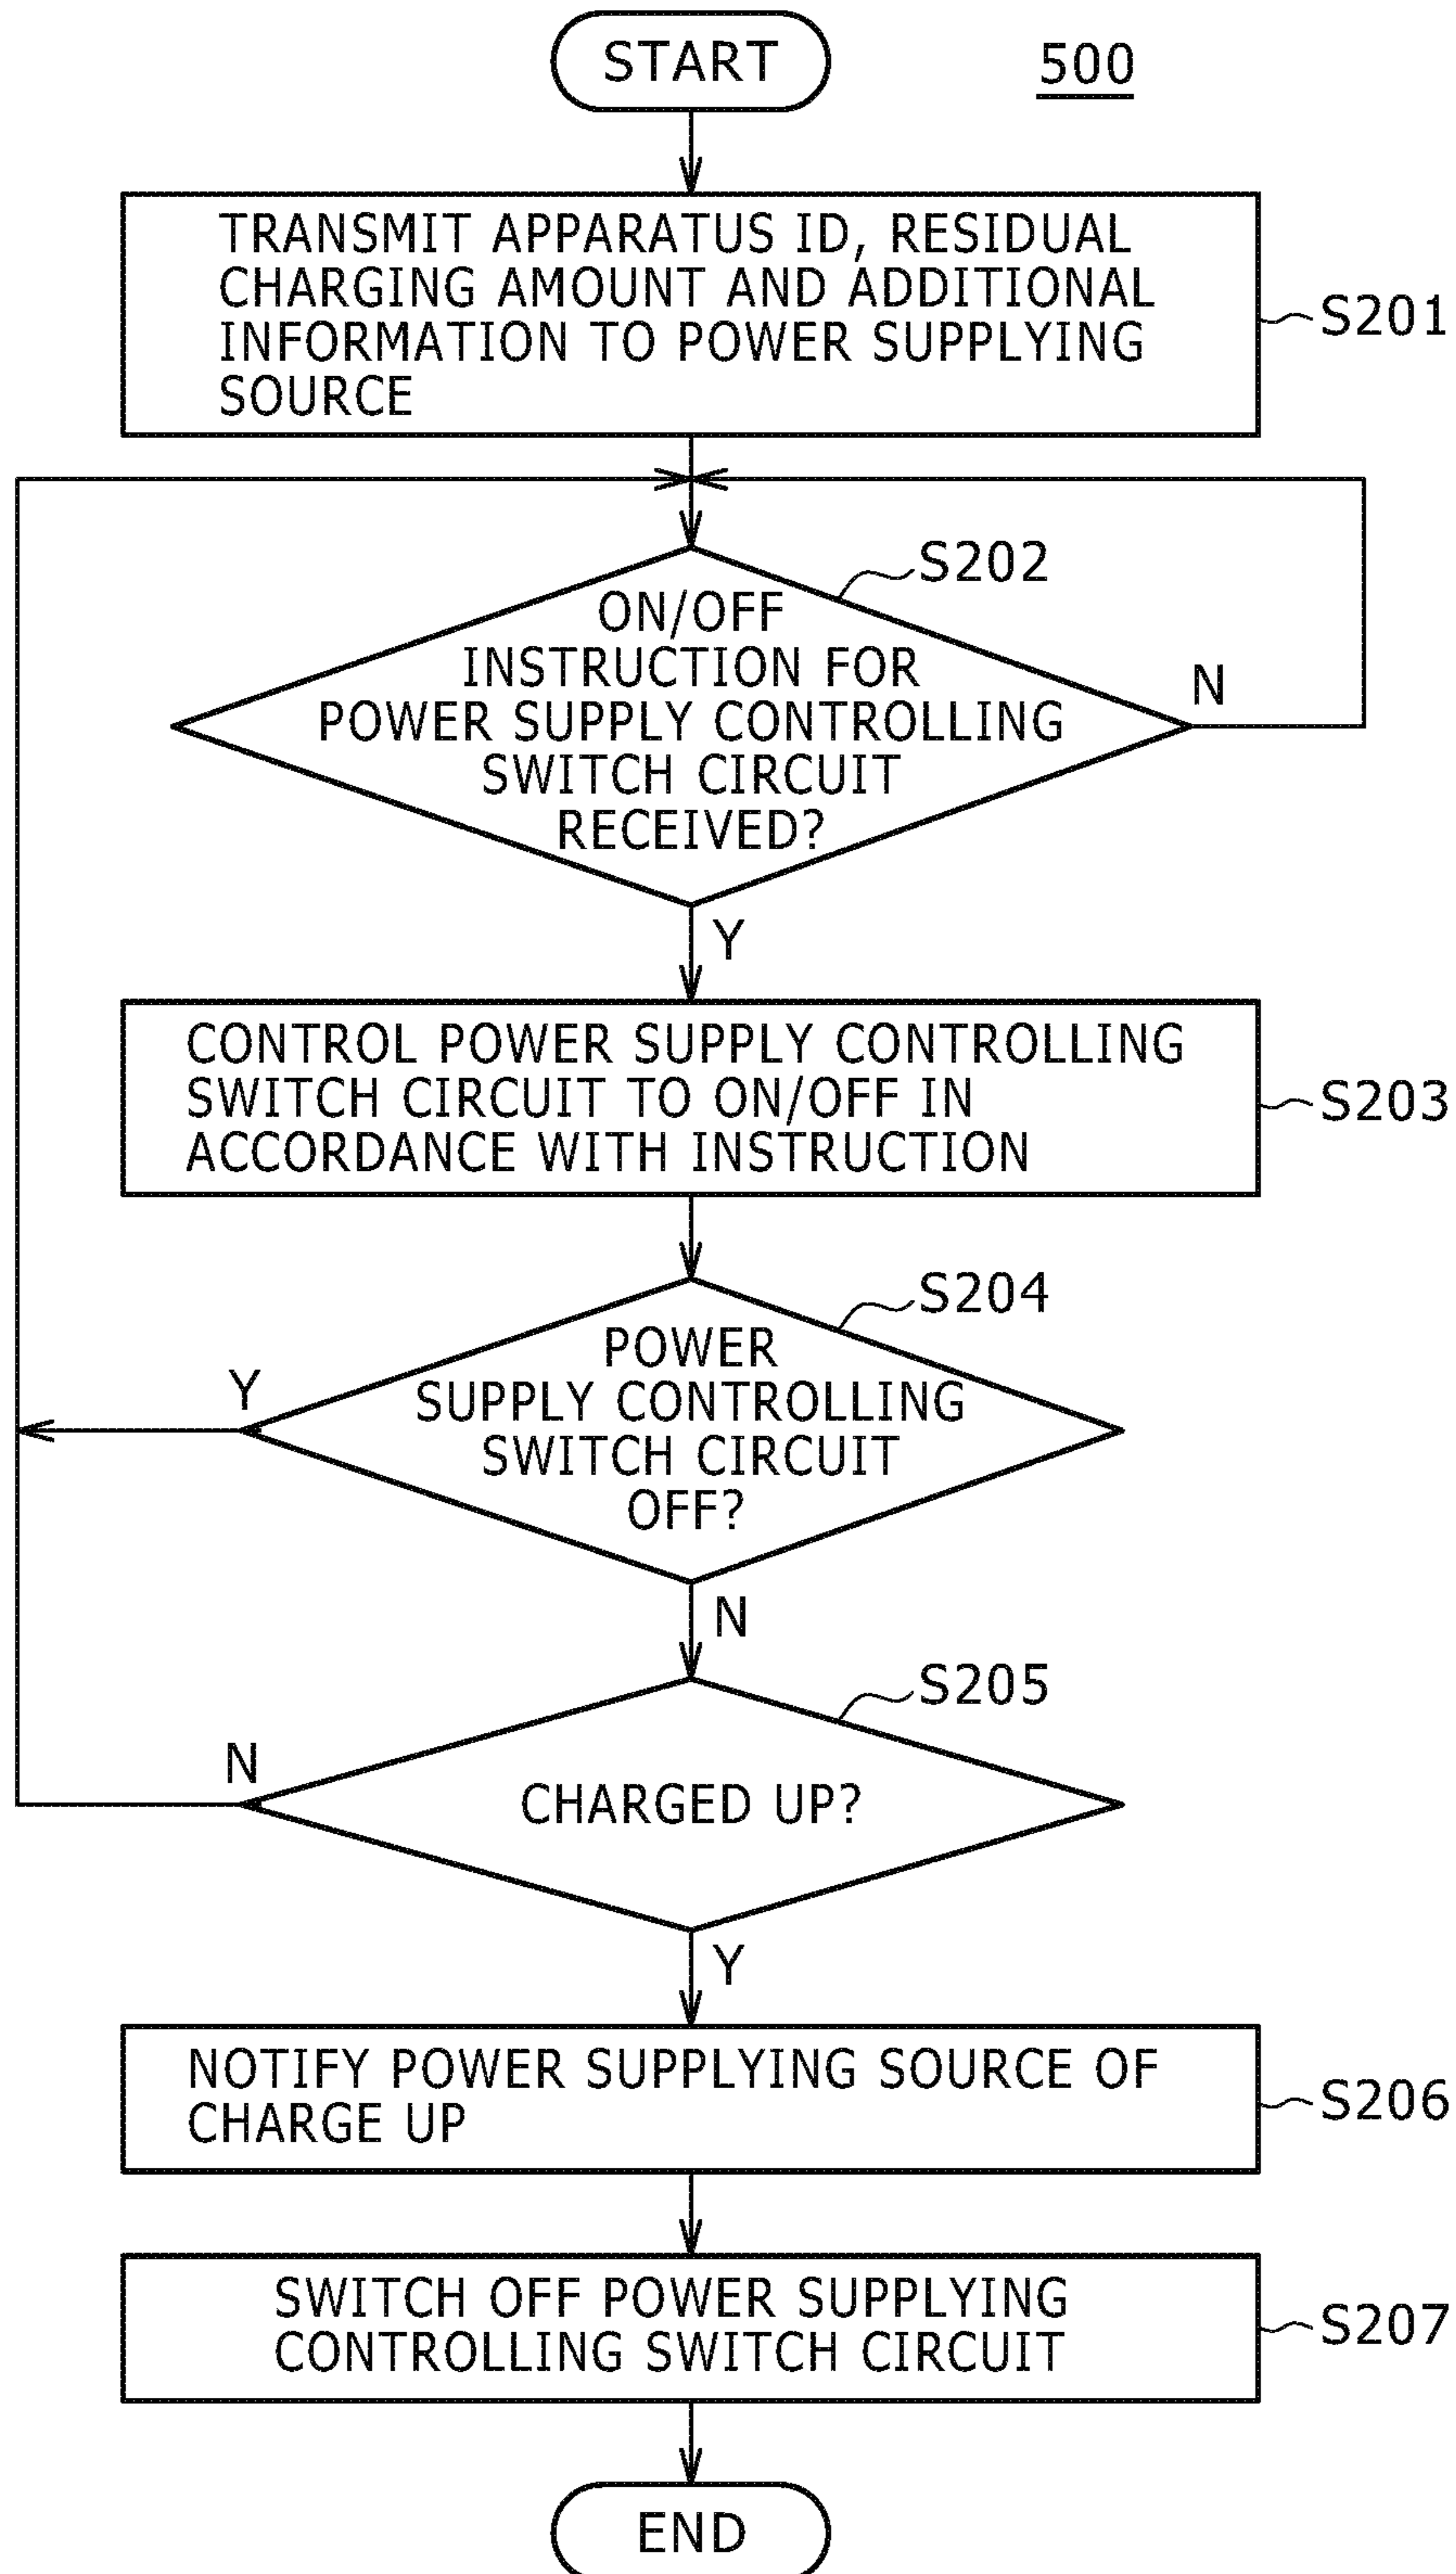 START
500
TRANSMIT APPARATUS ID, RESIDUAL
CHARGING AMOUNT AND ADDITIONAL
INFORMATION TO POWER SUPPLYING
SOURCE
S201
S202
ON/OFF
INSTRUCTION FOR
POWER SUPPLY CONTROLLING
SWITCH CIRCUIT
RECEIVED?
N
Y
CONTROL POWER SUPPLY CONTROLLING
SWITCH CIRCUIT TO ON/OFF IN
ACCORDANCE WITH INSTRUCTION
S203
S204
POWER
SUPPLY CONTROLLING
SWITCH CIRCUIT
OFF?
Y
N
S205
CHARGED UP?
N
Y
NOTIFY POWER SUPPLYING SOURCE OF
CHARGE UP
S206
SWITCH OFF POWER SUPPLYING
CONTROLLING SWITCH CIRCUIT
S207
END